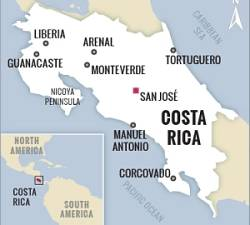 CARIBBEAN
SEA
LIBERIA
ARENAL
TORTUGUERO
GUANACASTE
MONTEVERDE
NICOYA
PENINSULA
SAN JOSÉ
COSTA
RICA
MANUEL
ANTONIO
CORCOVADO
PACIFIC OCEAN
NORTH
AMERICA
COSTA
RICA
SOUTH
AMERICA